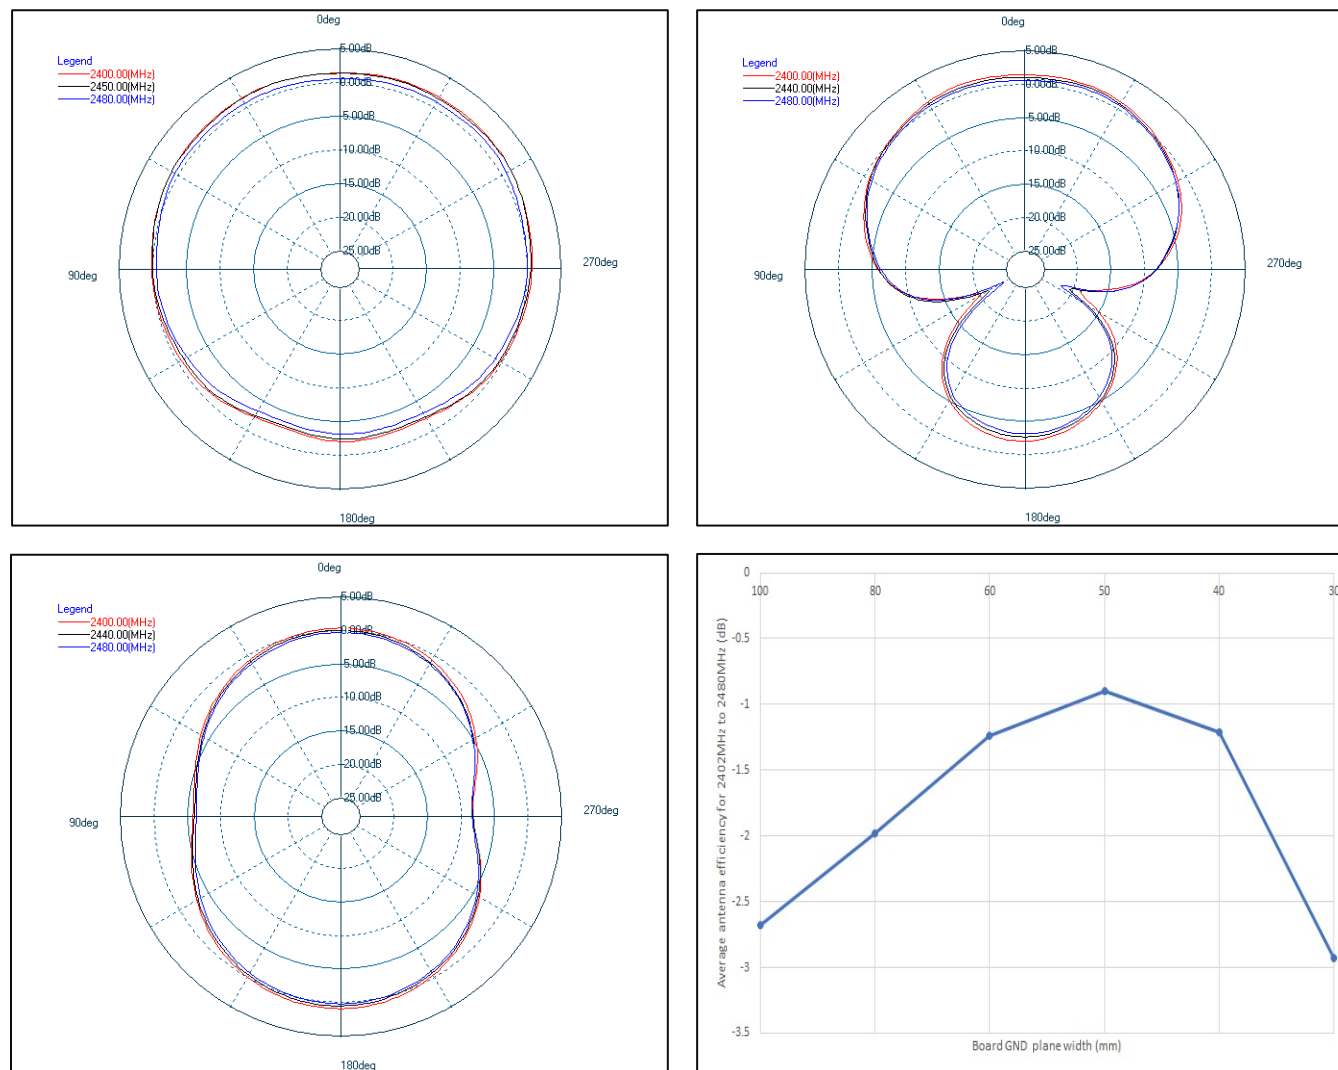 0deg
Legend
2400.00(MHz)
2450.00(MHz)
2480.00(MHz)
5.00dB
0.00dB
5.00dB
10.00dB
15.00dB
20.00dB
25.00dB
90deg
270deg
180deg
0deg
Legend
2400.00(MHz)
2440.00(MHz)
2480.00(MHz)
5.00dB
0.00dB
5.00dB
10.00dB
15.00dB
20.00dB
25.00dB
90deg
270deg
180deg
0deg
Legend
2400.00(MHz)
2440.00(MHz)
2480.00(MHz)
5.00dB
0.00dB
5.00dB
10.00dB
15.00dB
20.00dB
25.00dB
90deg
270deg
180deg
Average antenna efficiency for 2402MHz to 2480MHz (dB)
0
-0.5
-1
-1.5
-2
-2.5
-3
-3.5
100 80 60 50 40 30
Board GND plane width (mm)